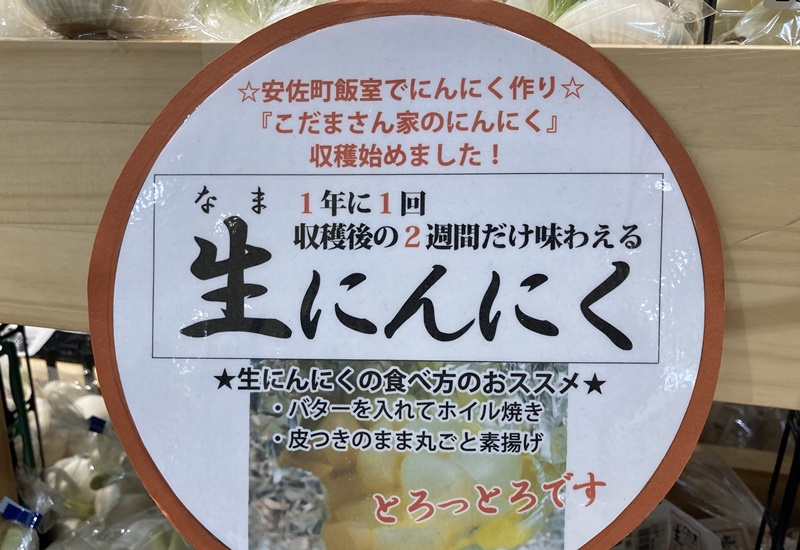 ☆安佐町飯室でにんにく作り☆
『こだまさん家のにんにく』
収穫始めました！
なま
1年に1回
収穫後の2週間だけ味わえる
生にんにく
★生にんにくの食べ方のおススメ★
・バターを入れてホイル焼き
・皮つきのまま丸ごと素揚げ
とろっとろです